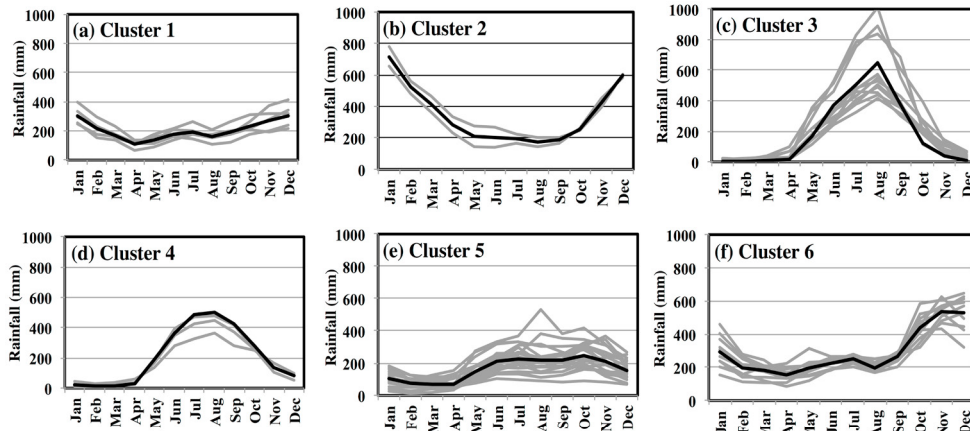 (a) Cluster 1
Rainfall (mm)
1000
800
600
400
200
0
Jan Feb Mar Apr May Jun Jul Aug Sep Oct Nov Dec
(b) Cluster 2
Rainfall (mm)
1000
800
600
400
200
0
Jan Feb Mar Apr May Jun Jul Aug Sep Oct Nov Dec
(c) Cluster 3
Rainfall (mm)
1000
800
600
400
200
0
Jan Feb Mar Apr May Jun Jul Aug Sep Oct Nov Dec
(d) Cluster 4
Rainfall (mm)
1000
800
600
400
200
0
Jan Feb Mar Apr May Jun Jul Aug Sep Oct Nov Dec
(e) Cluster 5
Rainfall (mm)
1000
800
600
400
200
0
Jan Feb Mar Apr May Jun Jul Aug Sep Oct Nov Dec
(f) Cluster 6
Rainfall (mm)
1000
800
600
400
200
0
Jan Feb Mar Apr May Jun Jul Aug Sep Oct Nov Dec